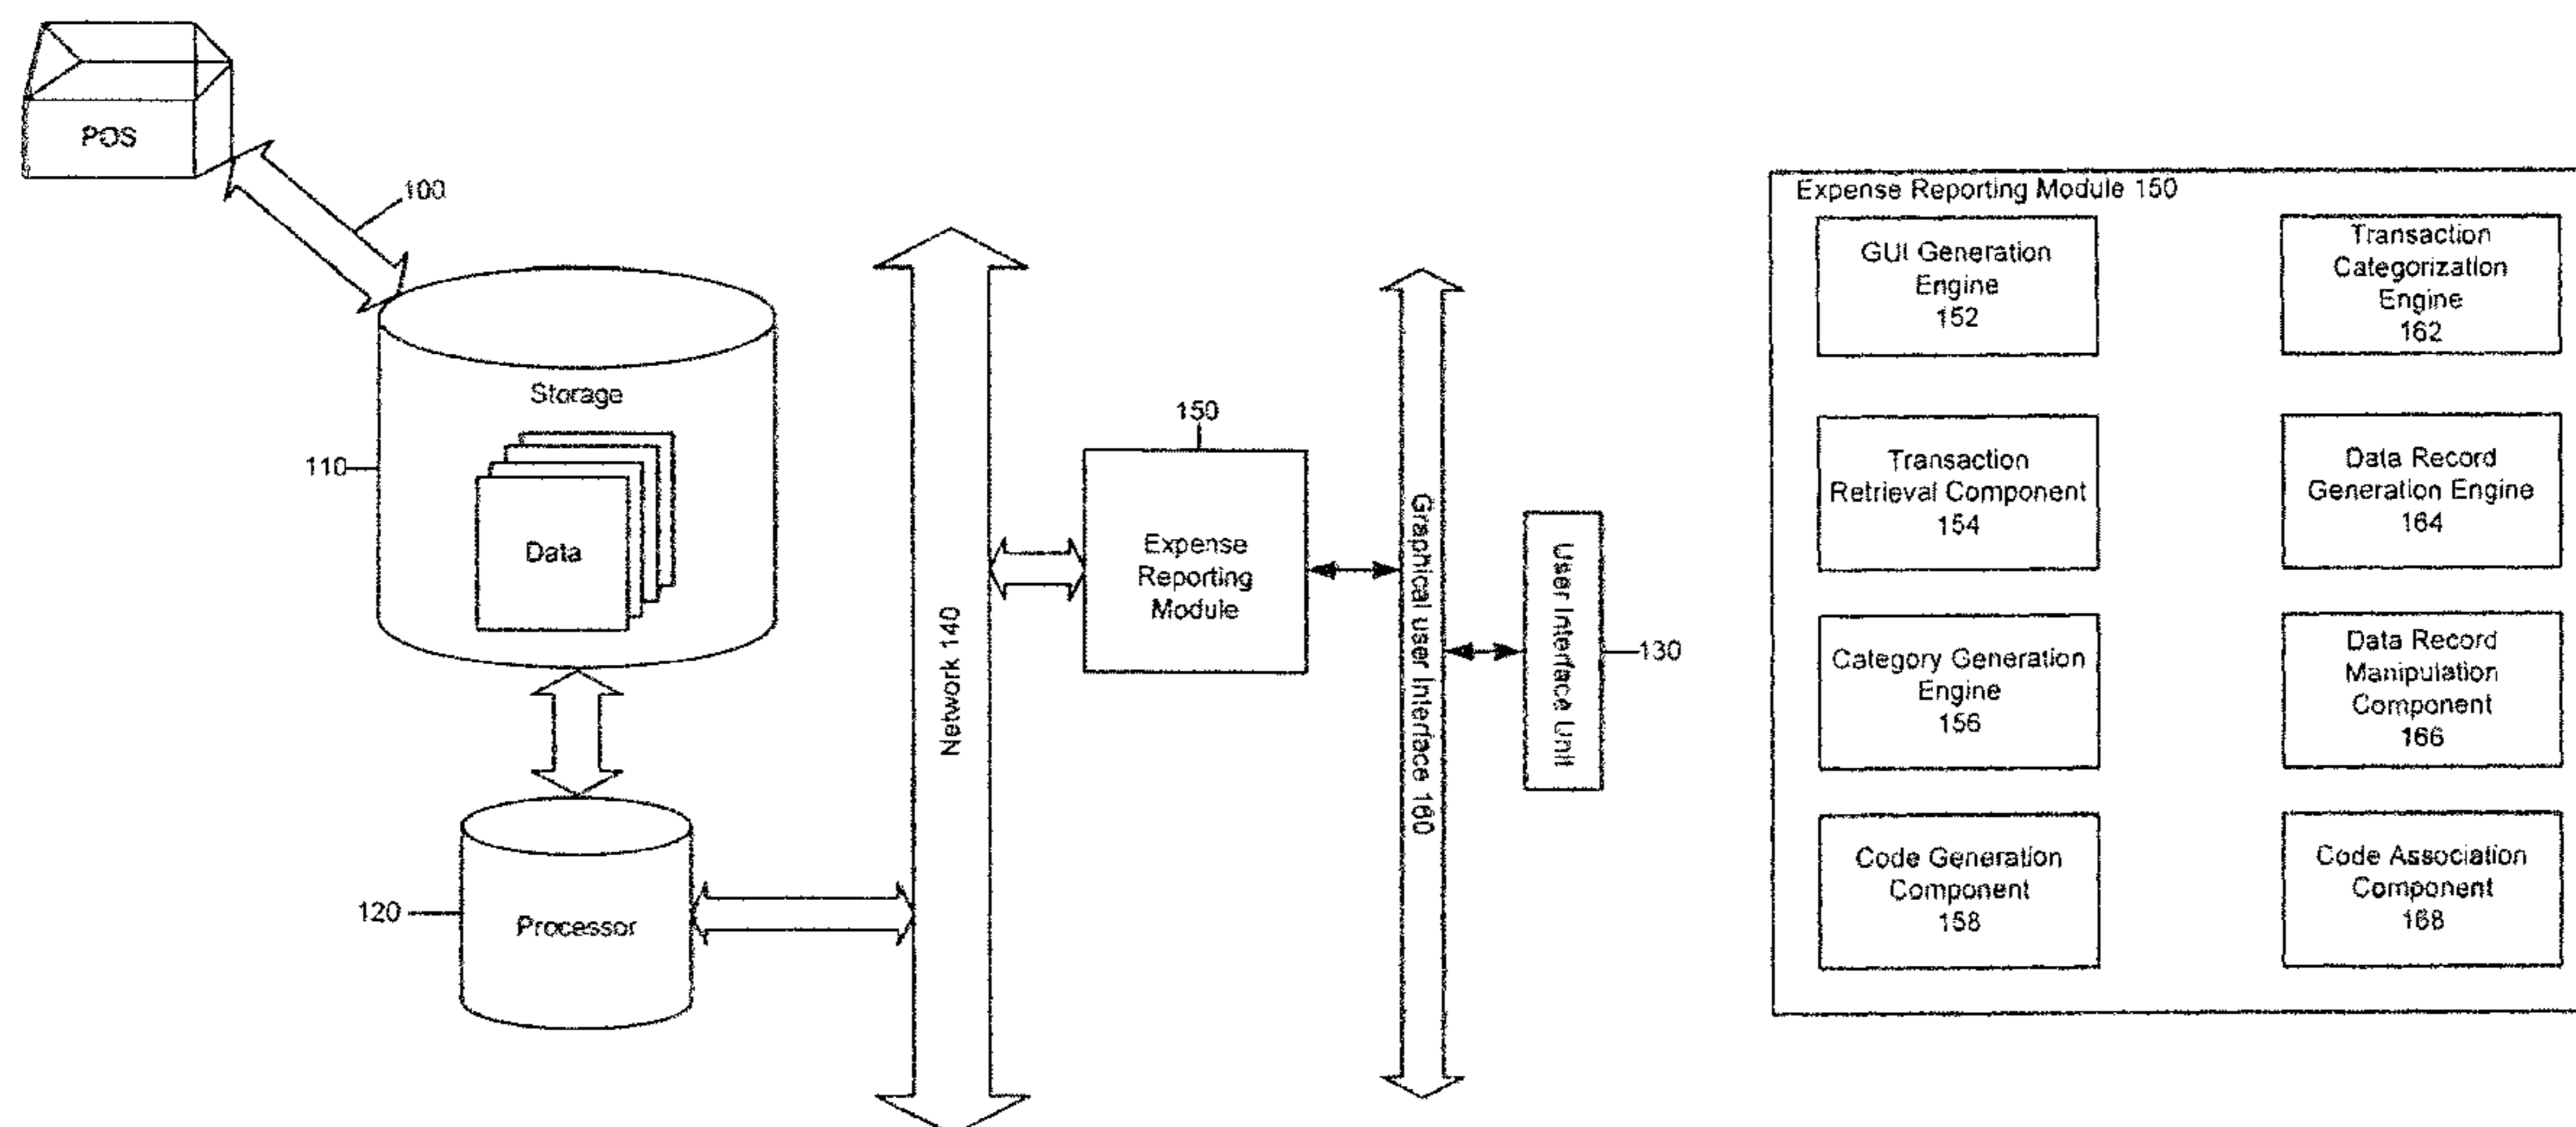 POS
100
Storage
110
Data
120
Processor
Network 140
150
Expense
Reporting
Module
Graphical user Interface 160
User Interface Unit
130
Expense Reporting Module 150
GUI Generation
Engine
152
Transaction
Categorization
Engine
162
Transaction
Retrieval Component
154
Data Record
Generation Engine
164
Category Generation
Engine
156
Data Record
Manipulation
Component
166
Code Generation
Component
158
Code Association
Component
168